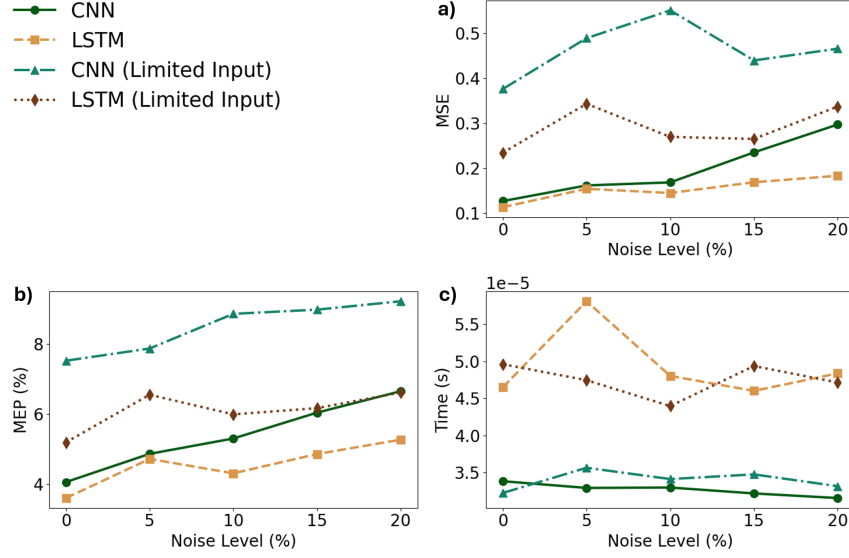 CNN
LSTM
CNN (Limited Input)
LSTM (Limited Input)
a)
MSE
0.5
0.4
0.3
0.2
0.1
0
5
10
15
20
Noise Level (%)
b)
MEP (%)
8
6
4
0
5
10
15
20
Noise Level (%)
c)
1e−5
Time (s)
5.5
5.0
4.5
4.0
3.5
0
5
10
15
20
Noise Level (%)